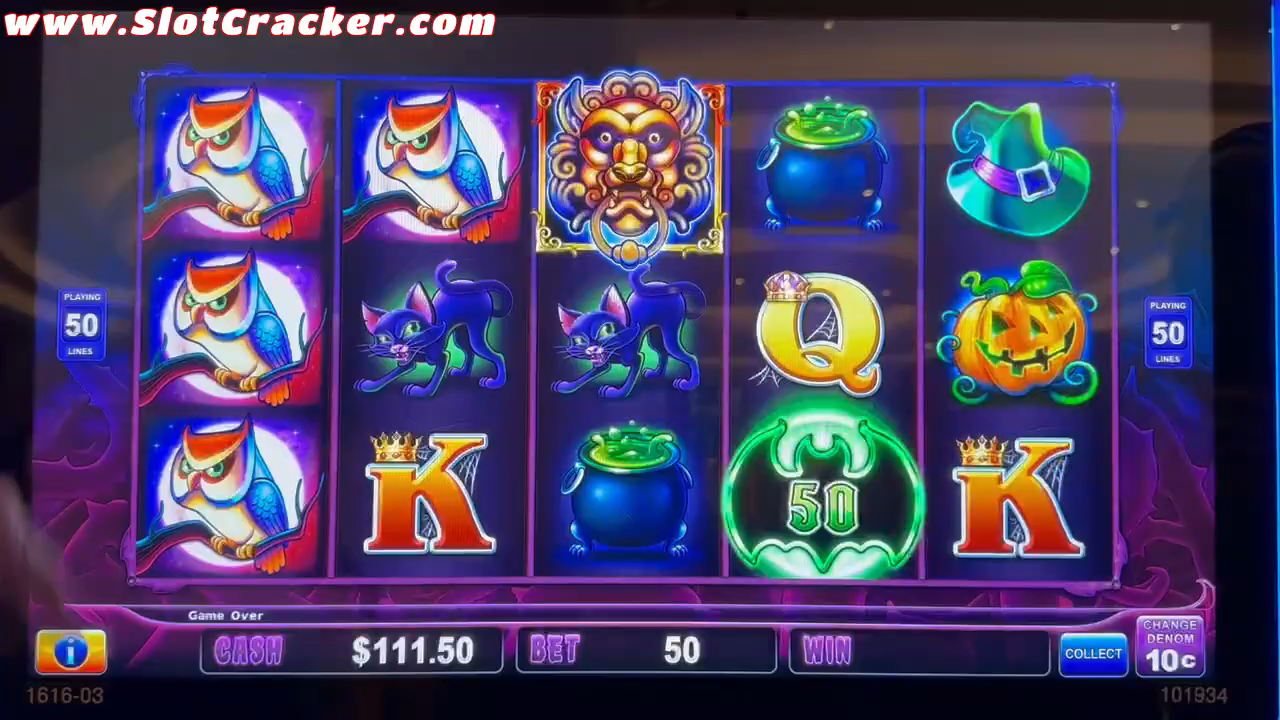 www.SlotCracker.com
PLAYING
50
LINES
Q
PLAYING
50
LINES
K
50
K
Game Over
CASH $111.50
BET 50
WIN
COLLECT
CHANGE
DENOM
10¢
1616-03
101934